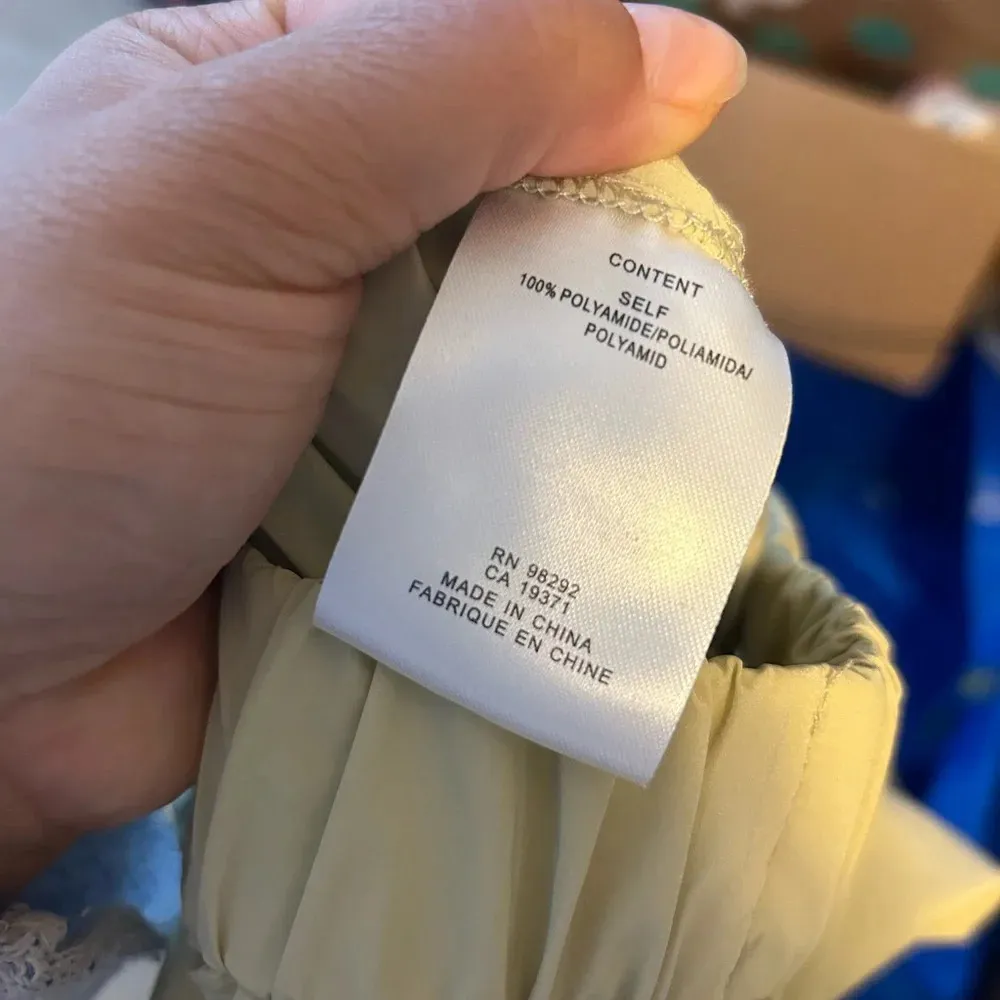 CONTENT
SELF
100% POLYAMIDE/POLIAMIDA/
POLYAMID
RN 98292
CA 19371
MADE IN CHINA
FABRIQUE EN CHINE